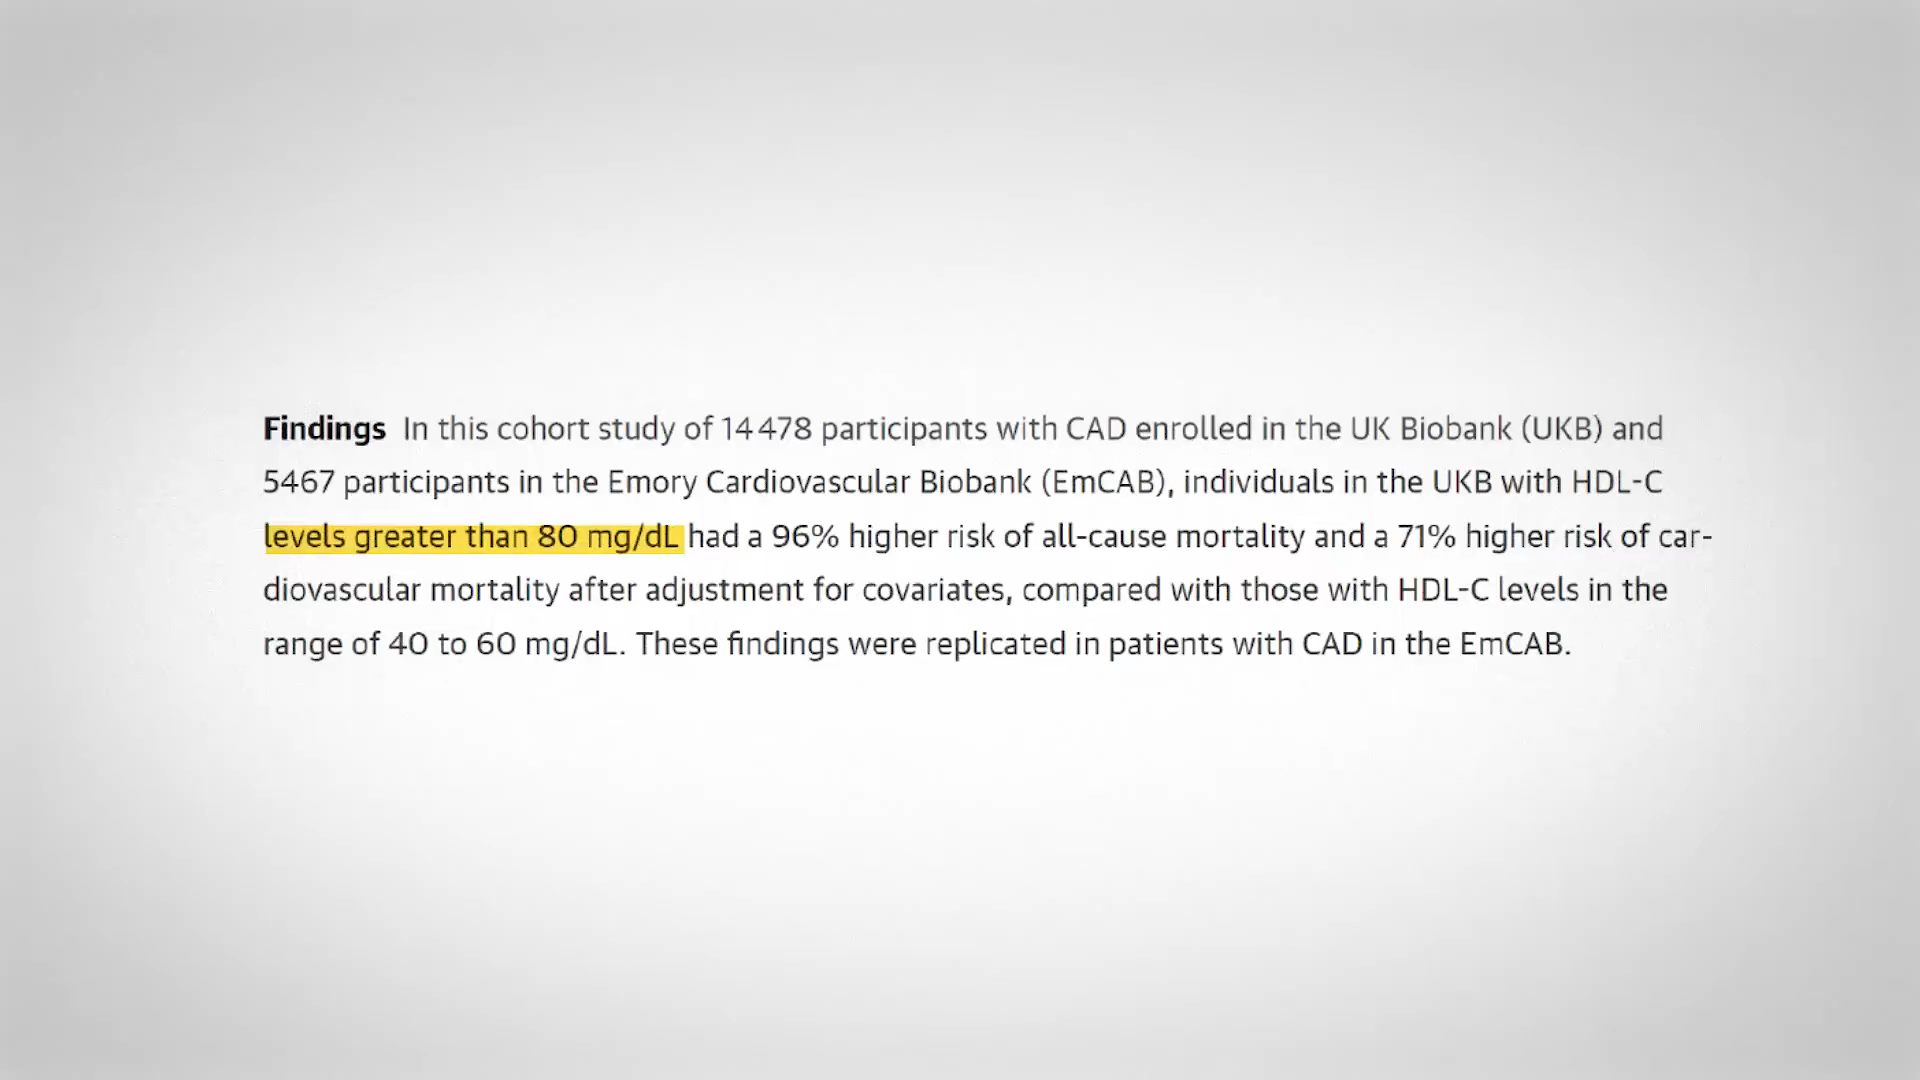 Findings In this cohort study of 14 478 participants with CAD enrolled in the UK Biobank (UKB) and
5467 participants in the Emory Cardiovascular Biobank (EmCAB), individuals in the UKB with HDL-C
levels greater than 80 mg/dL had a 96% higher risk of all-cause mortality and a 71% higher risk of car-
diovascular mortality after adjustment for covariates, compared with those with HDL-C levels in the
range of 40 to 60 mg/dL. These findings were replicated in patients with CAD in the EmCAB.